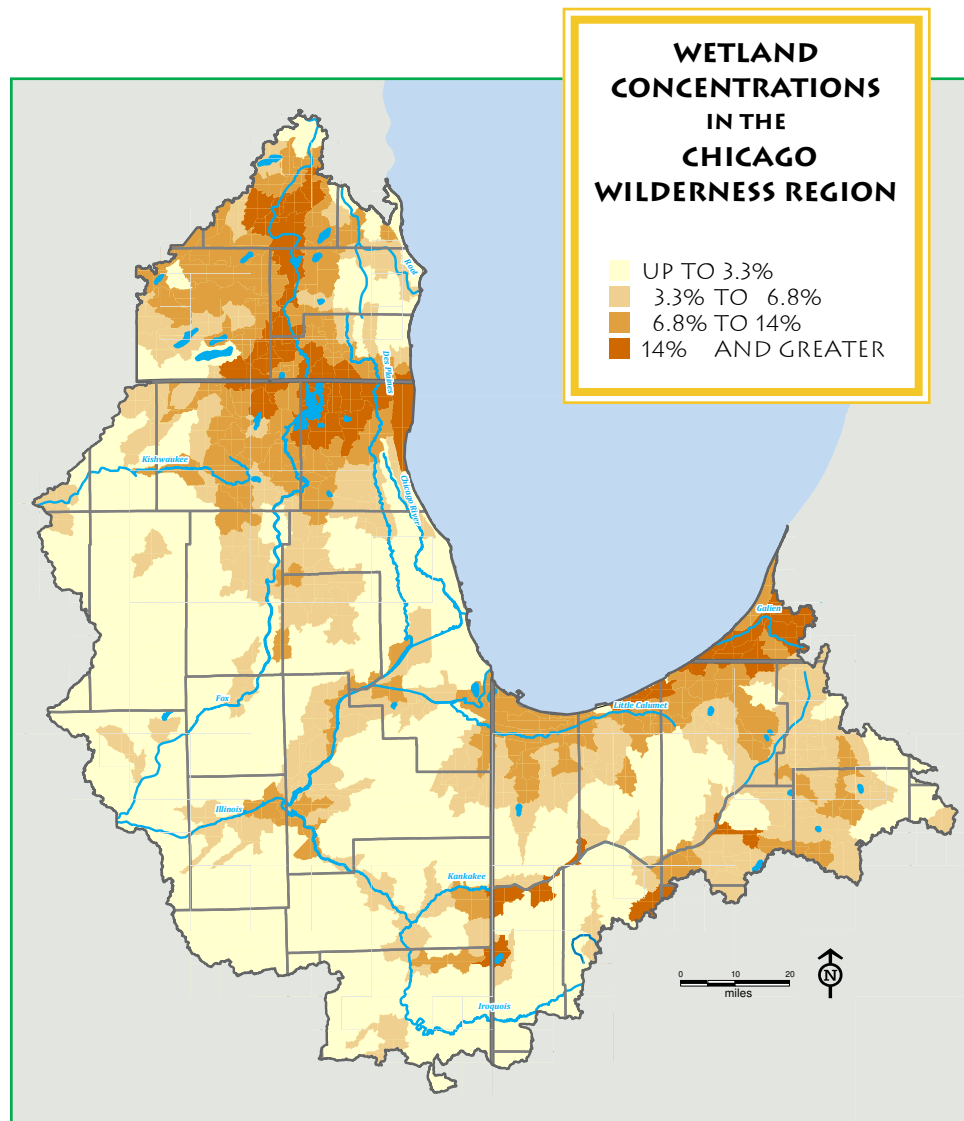 WETLAND
CONCENTRATIONS
IN THE
CHICAGO
WILDERNESS REGION
UP TO 3.3%
3.3% TO 6.8%
6.8% TO 14%
14% AND GREATER
Root
Des Plaines
Kishwaukee
Chicago River
Galien
Fox
Little Calumet
Illinois
Kankakee
Iroquois
0 10 20
miles
N